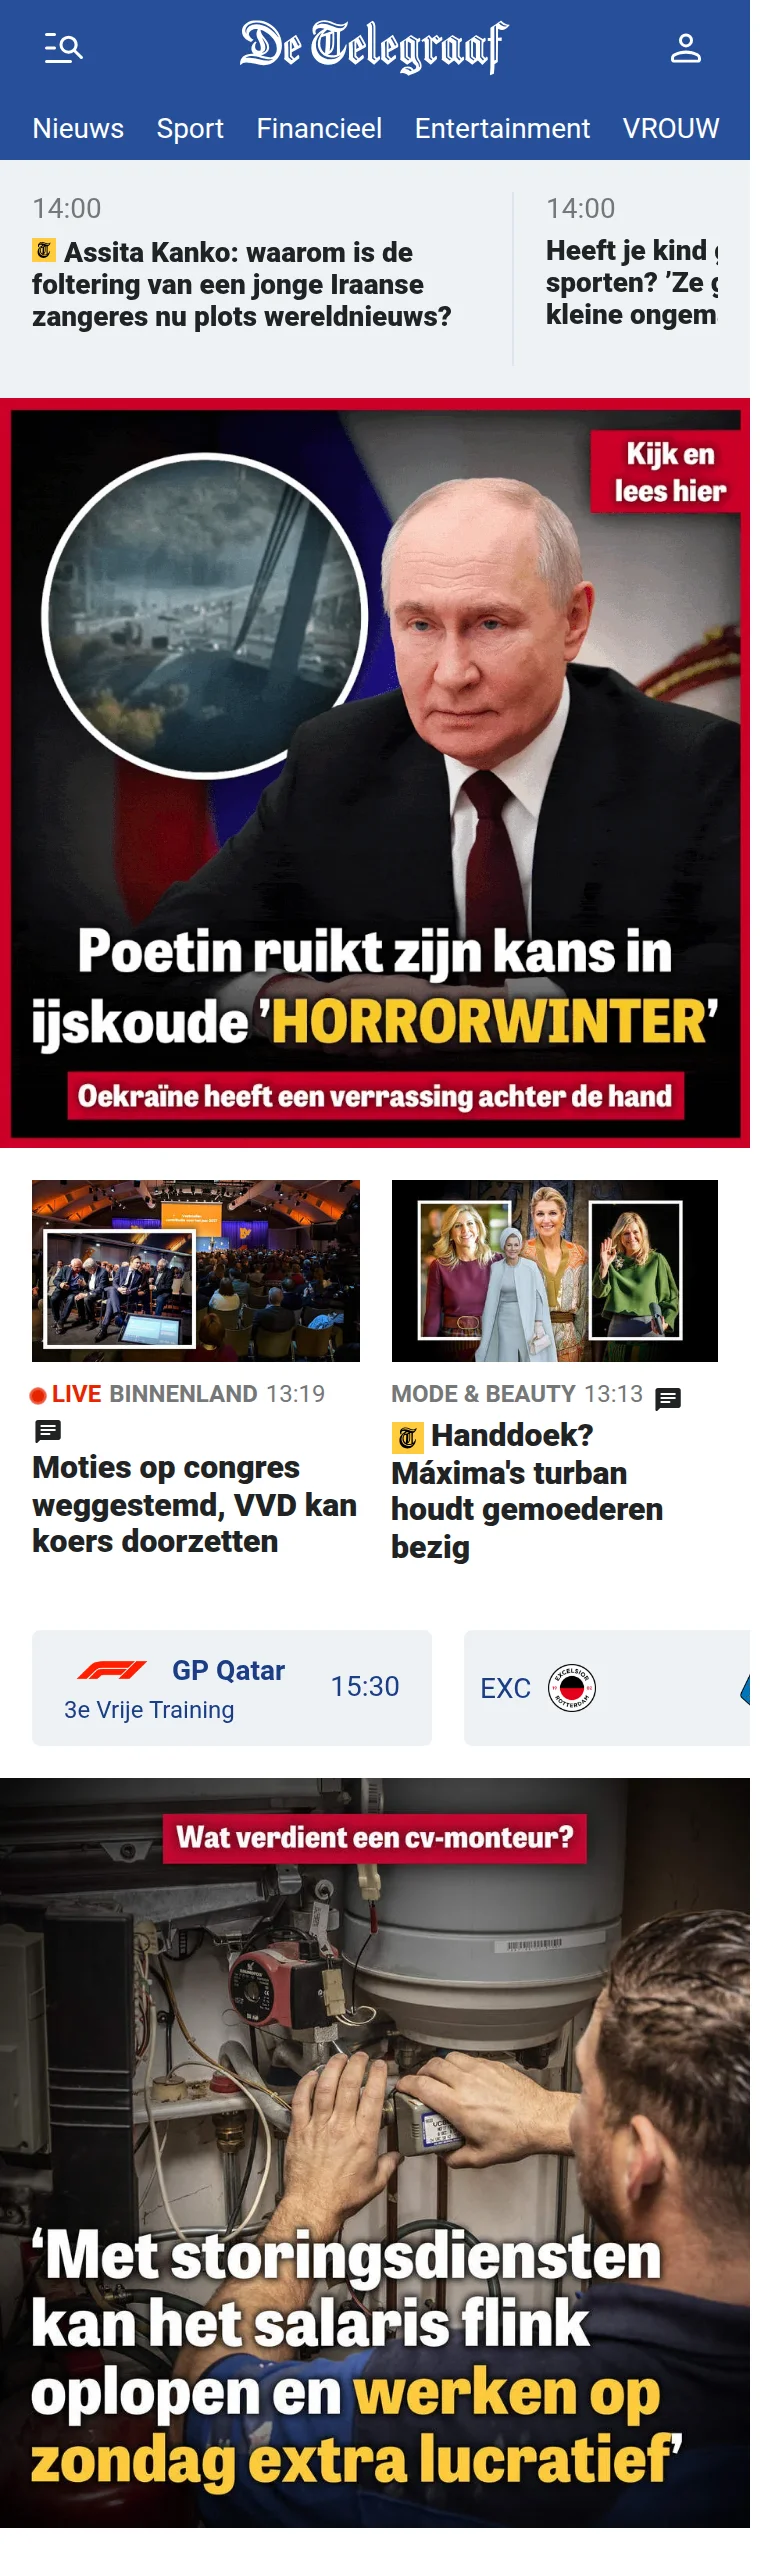 De Telegraaf
Nieuws Sport Financieel Entertainment VROUW
14:00
Assita Kanko: waarom is de
foltering van een jonge Iraanse
zangeres nu plots wereldnieuws?
14:00
Heeft je kind
sporten? ’Ze
kleine
Kijk en
lees hier
Poetin ruikt zijn kans in
ijskoude ’HORRORWINTER’
Oekraïne heeft een verrassing achter de hand
LIVE BINNENLAND 13:19
Moties op congres
weggestemd, VVD kan
koers doorzetten
MODE & BEAUTY 13:13
Handdoek?
Máxima's turban
houdt gemoederen
bezig
F1 GP Qatar
3e Vrije Training
15:30
EXC
EXCELSIOR
ROTTERDAM
Wat verdient een cv-monteur?
‘Met storingsdiensten
kan het salaris flink
oplopen en werken op
zondag extra lucratief’